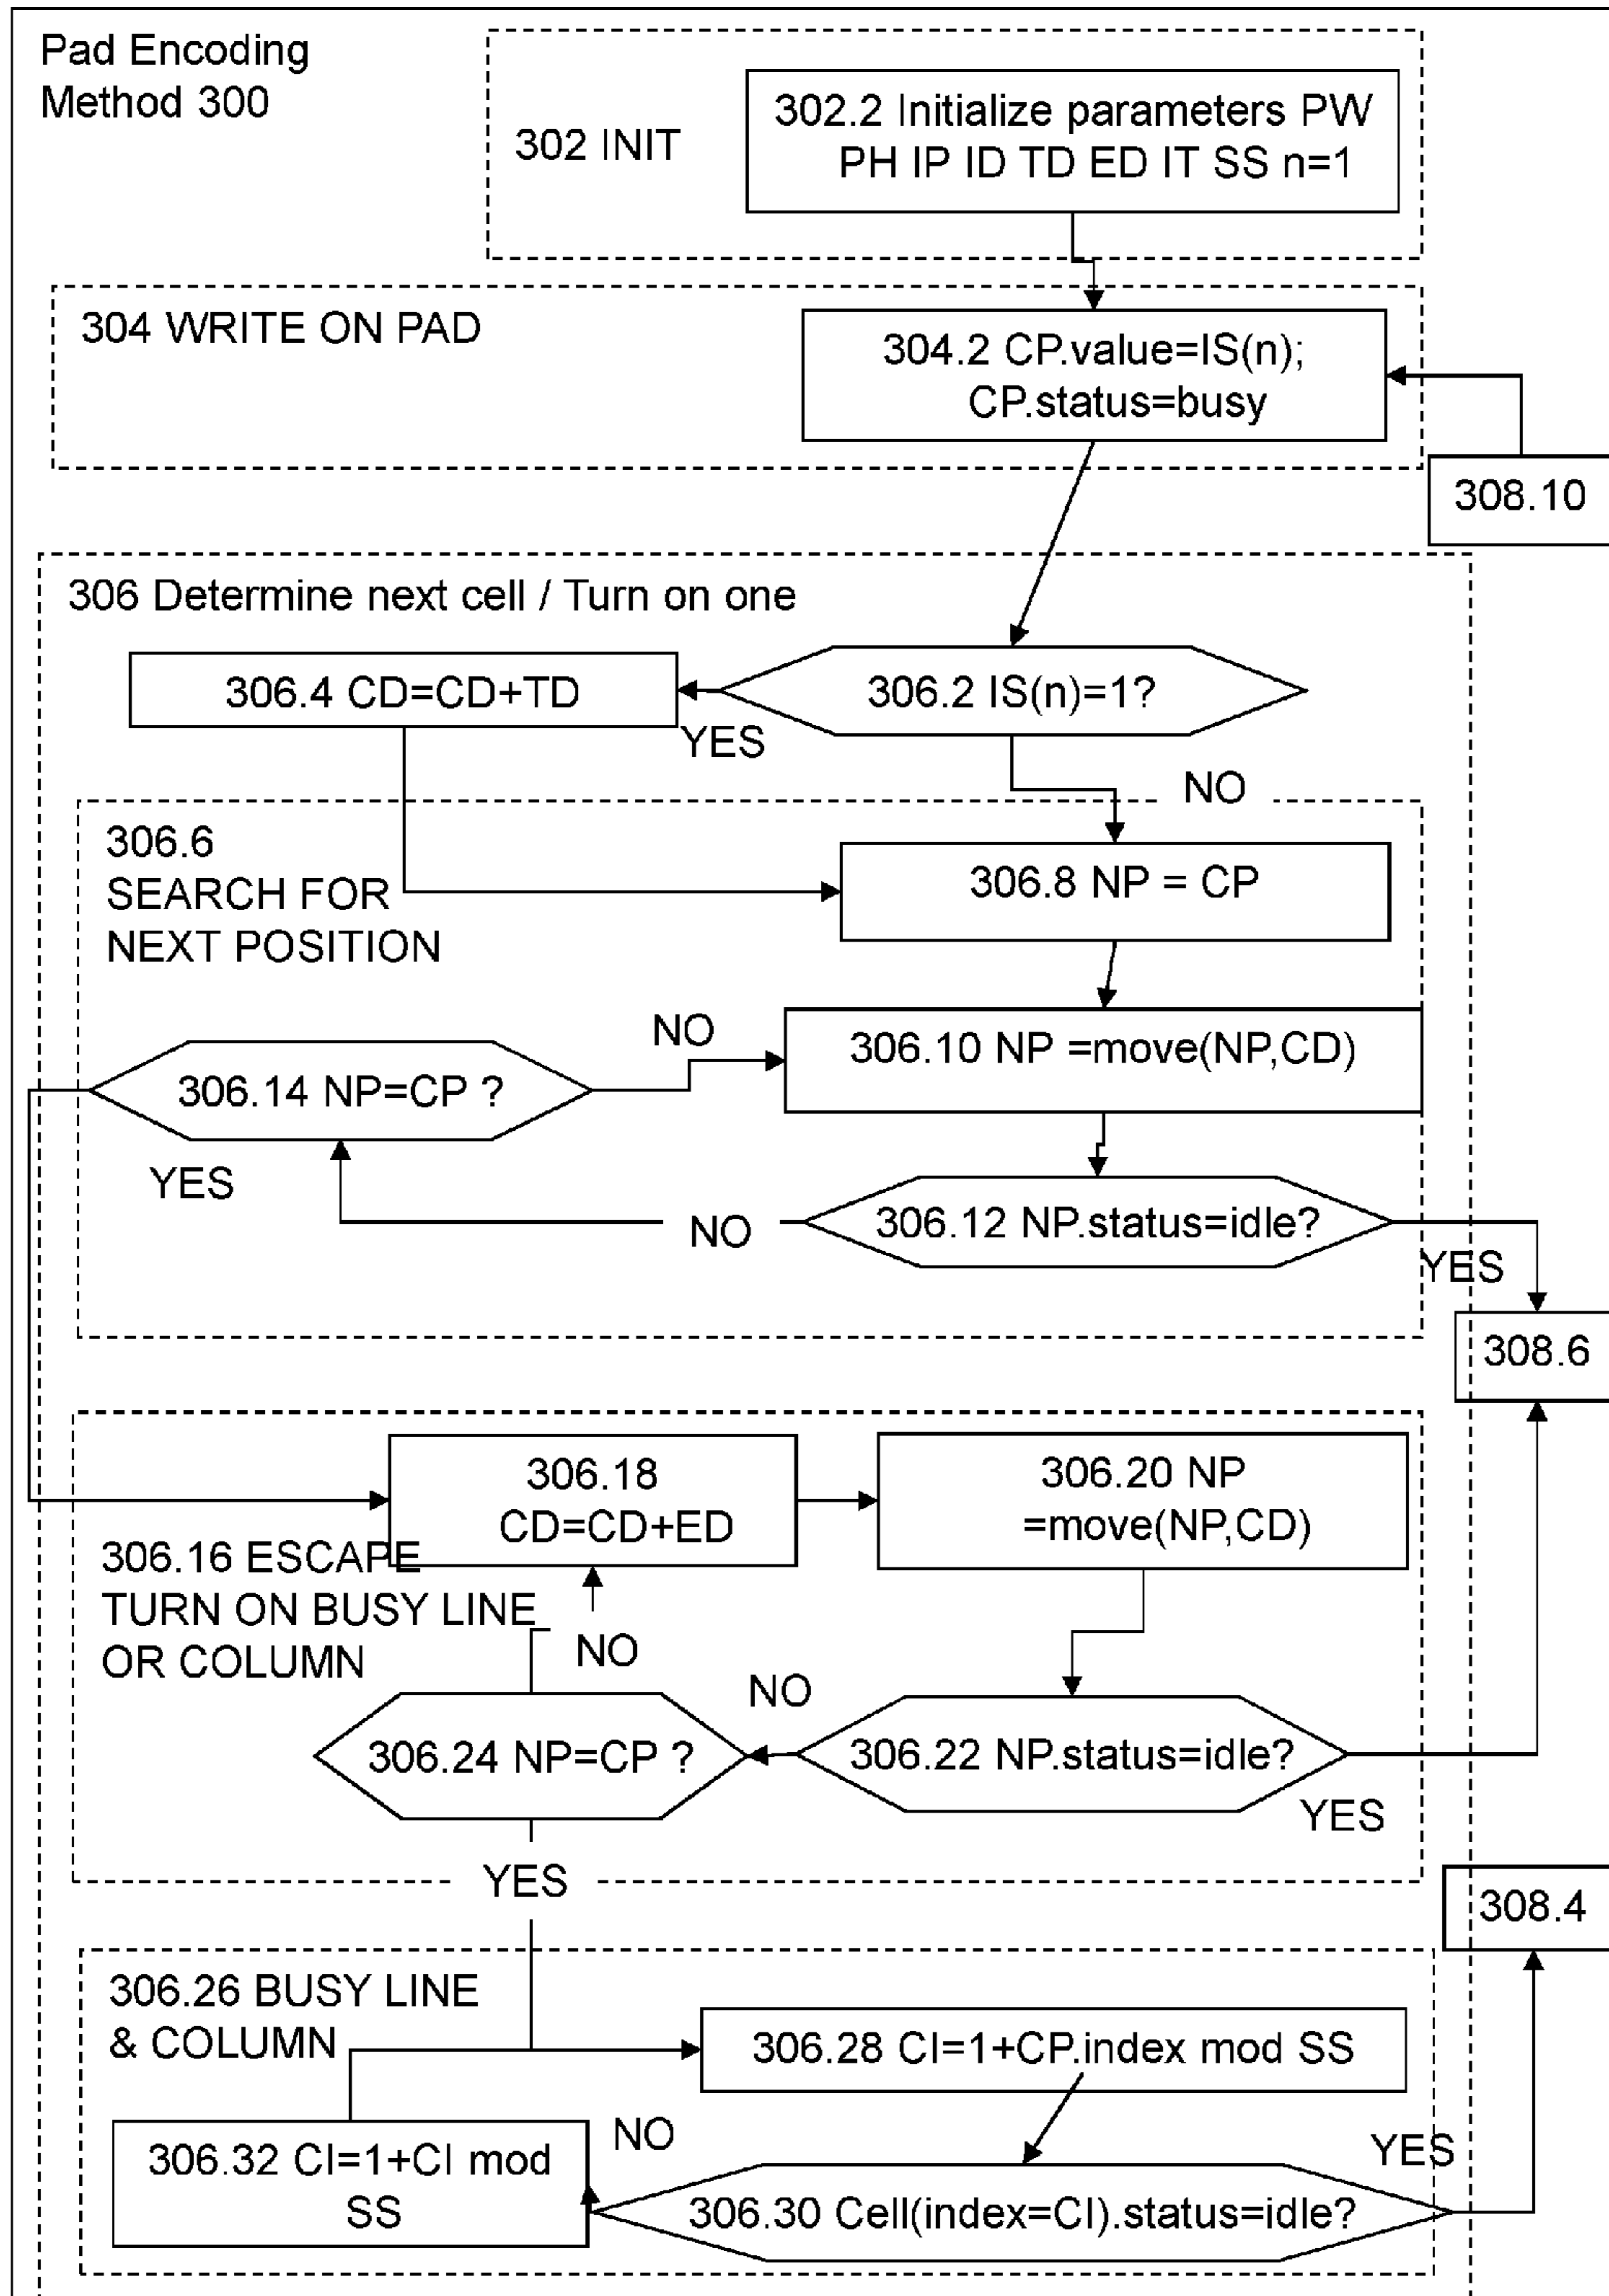 Pad Encoding
Method 300
302 INIT
302.2 Initialize parameters PW
PH IP ID TD ED IT SS n=1
304 WRITE ON PAD
304.2 CP.value=IS(n);
CP.status=busy
308.10
306 Determine next cell / Turn on one
306.4 CD=CD+TD
306.2 IS(n)=1?
YES
NO
306.6
SEARCH FOR
NEXT POSITION
306.8 NP = CP
NO
306.10 NP =move(NP,CD)
306.14 NP=CP ?
YES
NO
306.12 NP.status=idle?
YES
308.6
306.18
CD=CD+ED
306.20 NP
=move(NP,CD)
306.16 ESCAPE
TURN ON BUSY LINE
OR COLUMN
NO
NO
306.24 NP=CP ?
306.22 NP.status=idle?
YES
YES
308.4
306.26 BUSY LINE
& COLUMN
306.28 CI=1+CP.index mod SS
NO
YES
306.32 CI=1+CI mod
SS
306.30 Cell(index=CI).status=idle?